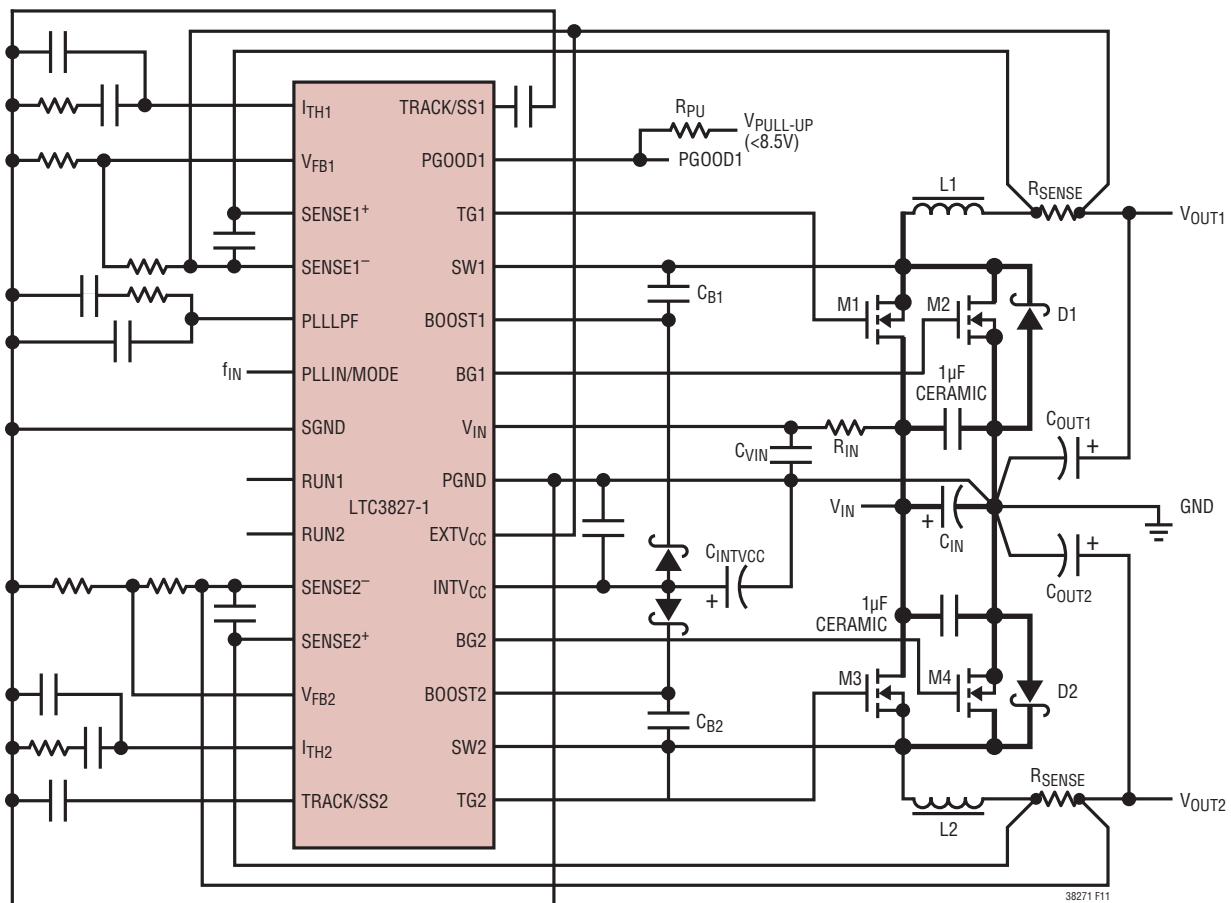 I_TH1
V_FB1
SENSE1+
SENSE1–
PLLLPF
f_IN
PLLIN/MODE
SGND
RUN1
LTC3827-1
RUN2
SENSE2–
SENSE2+
V_FB2
I_TH2
TRACK/SS2
TRACK/SS1
PGOOD1
TG1
SW1
BOOST1
BG1
V_IN
PGND
EXTV_CC
INTV_CC
BG2
BOOST2
SW2
TG2
R_PU
V_PULL-UP
(<8.5V)
PGOOD1
L1
R_SENSE
V_OUT1
C_B1
M1
M2
D1
1µF
CERAMIC
C_OUT1
C_VIN
R_IN
V_IN
C_IN
+
+
GND
C_INTVCC
+
+
C_OUT2
1µF
CERAMIC
M3
M4
D2
C_B2
R_SENSE
V_OUT2
L2
38271 F11